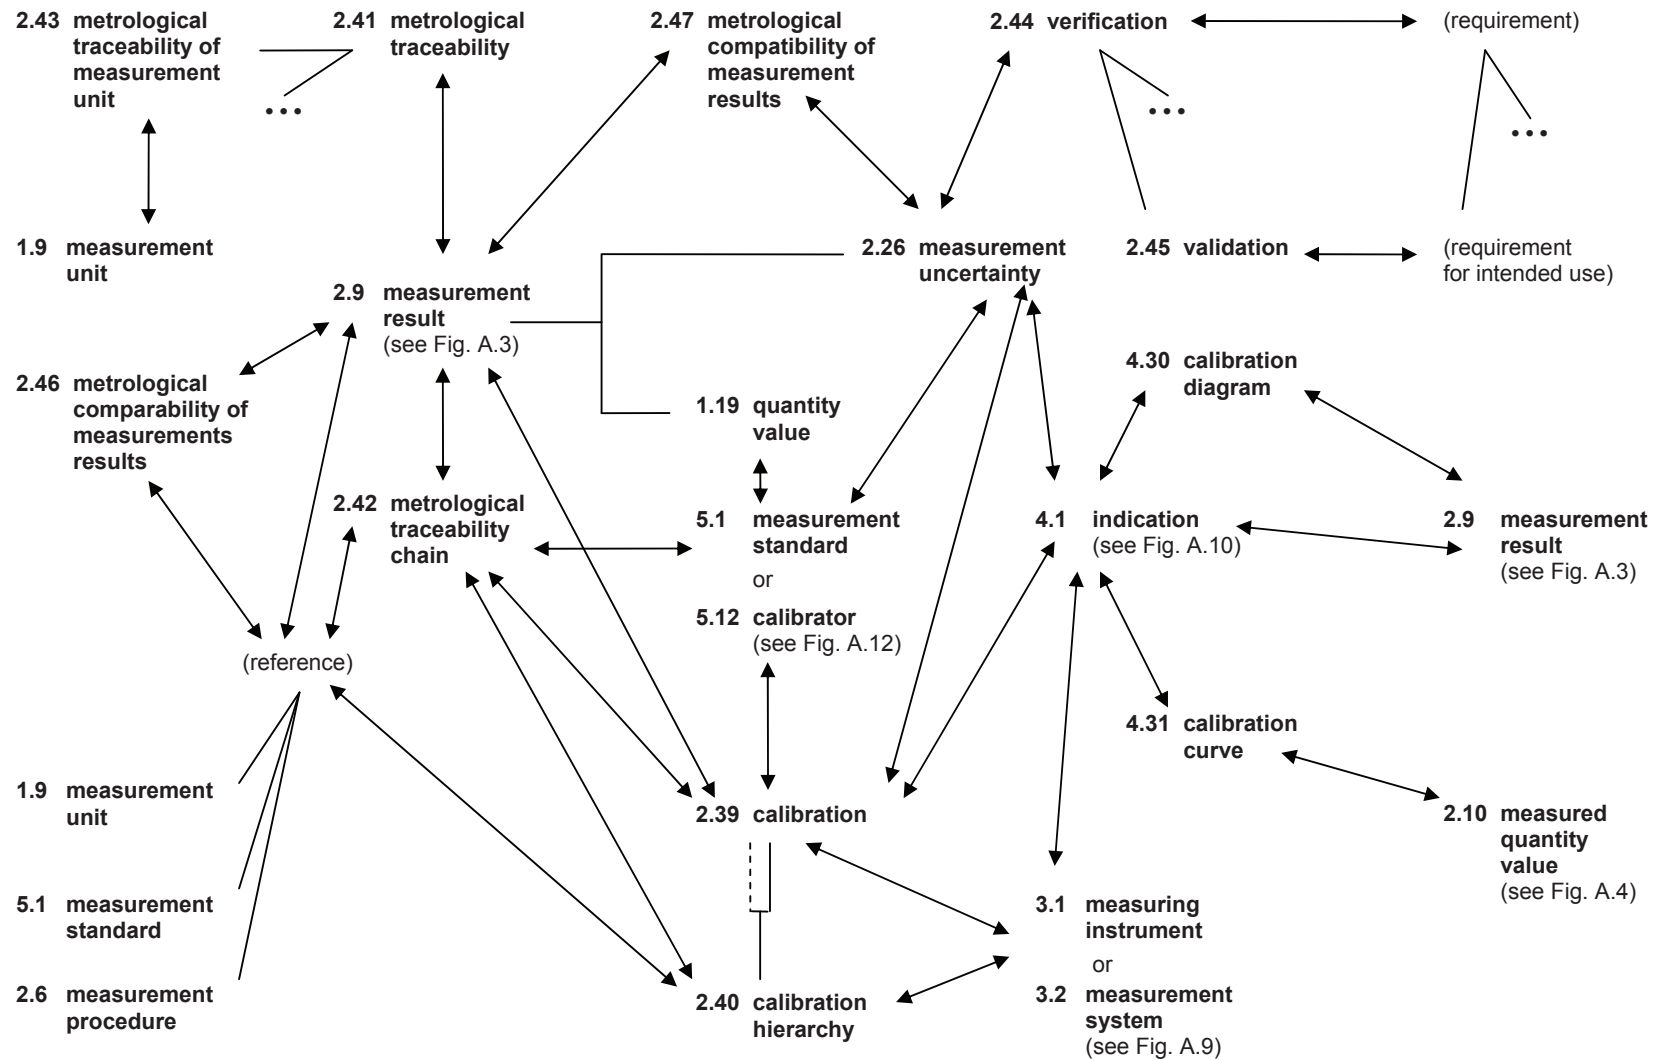 2.43 metrological
traceability of
measurement
unit
2.41 metrological
traceability
2.47 metrological
compatibility of
measurement
results
2.44 verification
(requirement)
•••
•••
•••
1.9 measurement
unit
2.9 measurement
result
(see Fig. A.3)
2.26 measurement
uncertainty
2.45 validation
(requirement
for intended use)
2.46 metrological
comparability of
measurements
results
1.19 quantity
value
4.30 calibration
diagram
2.42 metrological
traceability
chain
5.1 measurement
standard
or
5.12 calibrator
(see Fig. A.12)
4.1 indication
(see Fig. A.10)
2.9 measurement
result
(see Fig. A.3)
(reference)
4.31 calibration
curve
1.9 measurement
unit
2.39 calibration
2.10 measured
quantity
value
(see Fig. A.4)
5.1 measurement
standard
3.1 measuring
instrument
or
3.2 measurement
system
(see Fig. A.9)
2.6 measurement
procedure
2.40 calibration
hierarchy